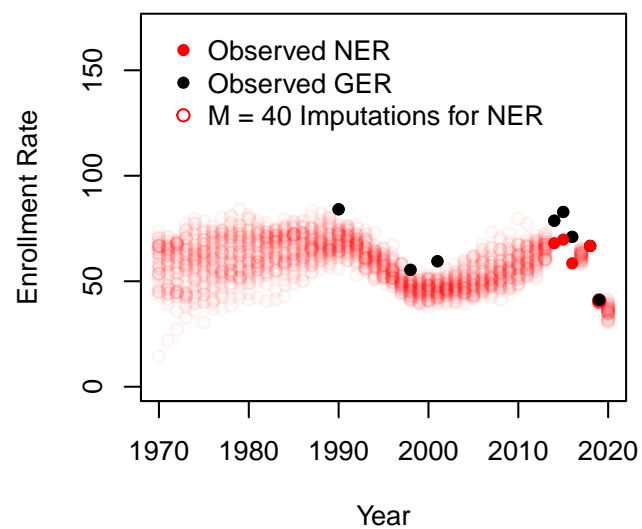 Observed NER
Observed GER
M = 40 Imputations for NER
Enrollment Rate
150
100
50
0
1970 1980 1990 2000 2010 2020
Year